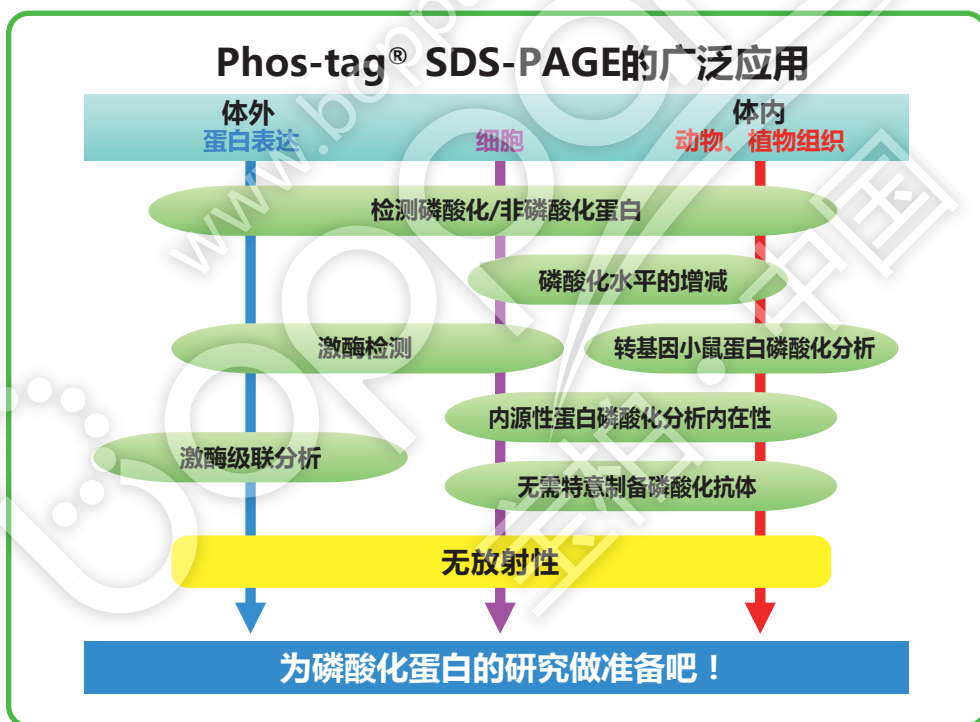 Phos-tag® SDS-PAGE的广泛应用
体外
体内
蛋白表达
细胞
动物、植物组织
检测磷酸化/非磷酸化蛋白
磷酸化水平的增减
激酶检测
转基因小鼠蛋白磷酸化分析
内源性蛋白磷酸化分析内在性
激酶级联分析
无需特意制备磷酸化抗体
无放射性
为磷酸化蛋白的研究做准备吧！